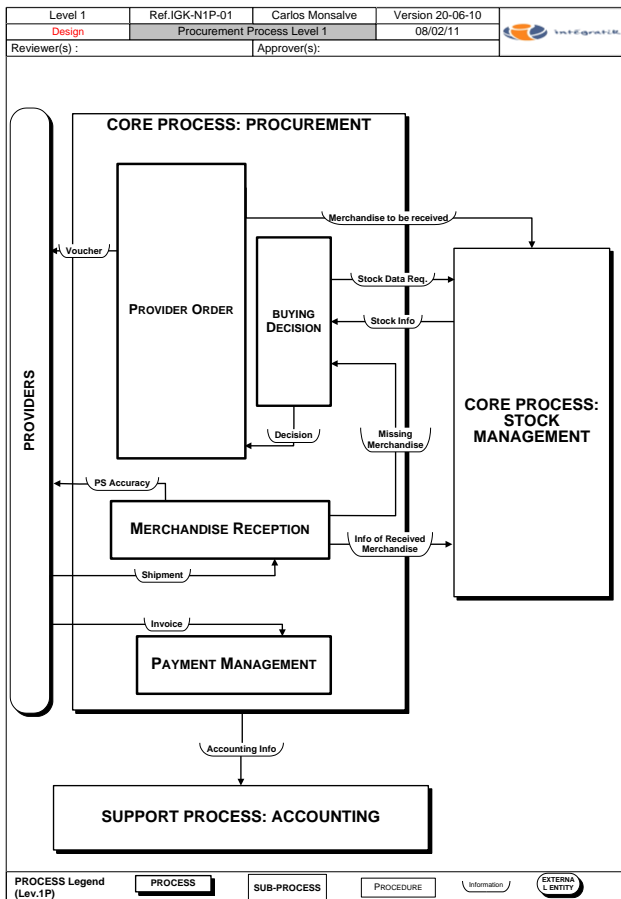 Level 1 Ref.IGK-N1P-01 Carlos Monsalve Version 20-06-10
Design Procurement Process Level 1 08/02/11
intégratik
Reviewer(s) : Approver(s):
CORE PROCESS: PROCUREMENT
Merchandise to be received
Voucher
PROVIDER ORDER
BUYING
DECISION
Stock Data Req.
Stock Info
PROVIDERS
CORE PROCESS:
STOCK
MANAGEMENT
Decision
Missing
Merchandise
PS Accuracy
MERCHANDISE RECEPTION
Info of Received
Merchandise
Shipment
Invoice
PAYMENT MANAGEMENT
Accounting Info
SUPPORT PROCESS: ACCOUNTING
PROCESS Legend
(Lev.1P)
PROCESS
SUB-PROCESS
PROCEDURE
Information
EXTERNA
L ENTITY